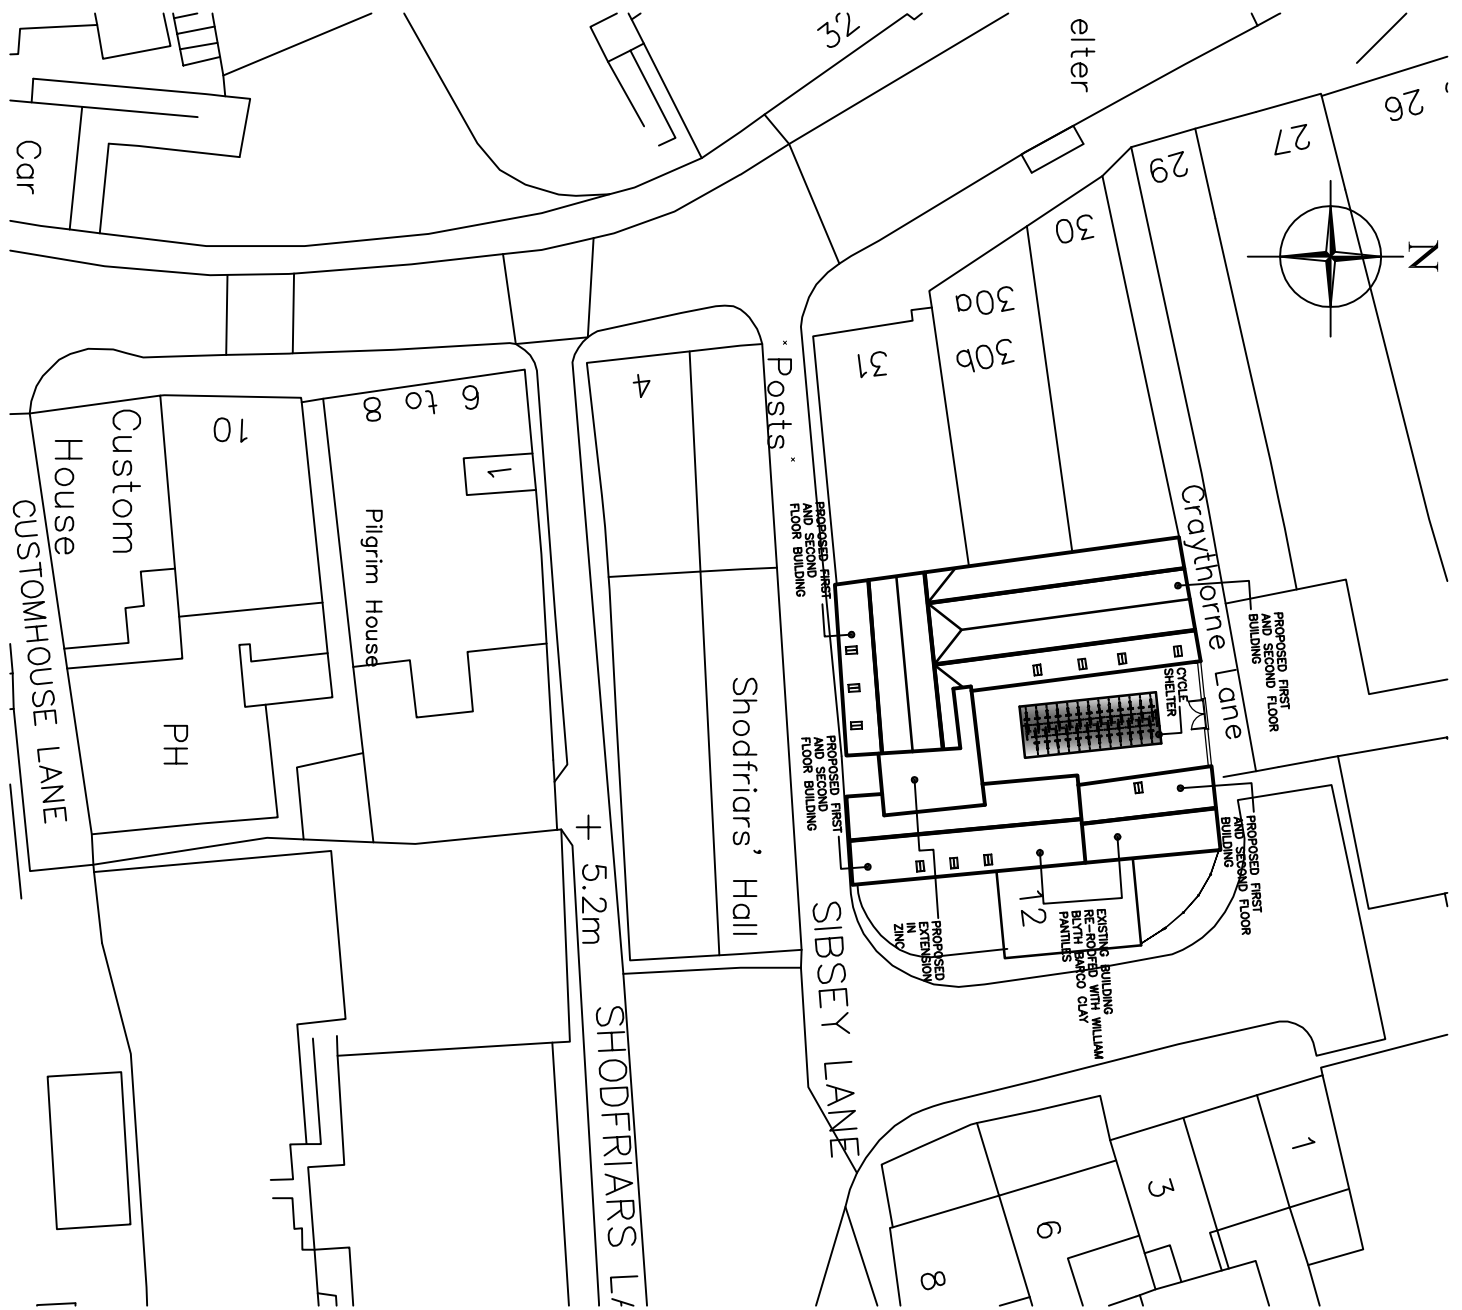 32
elter
26
27
29
30
30a
30b
31
N
Car
Posts
4
6 to 8
1
10
Custom
House
Pilgrim House
PH
CUSTOMHOUSE LANE
Shodfriars' Hall
+ 5.2m
SHODFRIARS LA
SIBSEY LANE
Craythorne Lane
PROPOSED FIRST
AND SECOND
FLOOR BUILDING
PROPOSED FIRST
AND SECOND FLOOR
BUILDING
CYCLE
SHELTER
PROPOSED FIRST
AND SECOND
FLOOR BUILDING
PROPOSED FIRST
AND SECOND FLOOR
BUILDING
12
PROPOSED
EXTENSION
IN
ZINC
EXISTING BUILDING
RE-ROOFED WITH WILLIAM
BLYTH BARCO CLAY
PANTILES
1
3
6
8